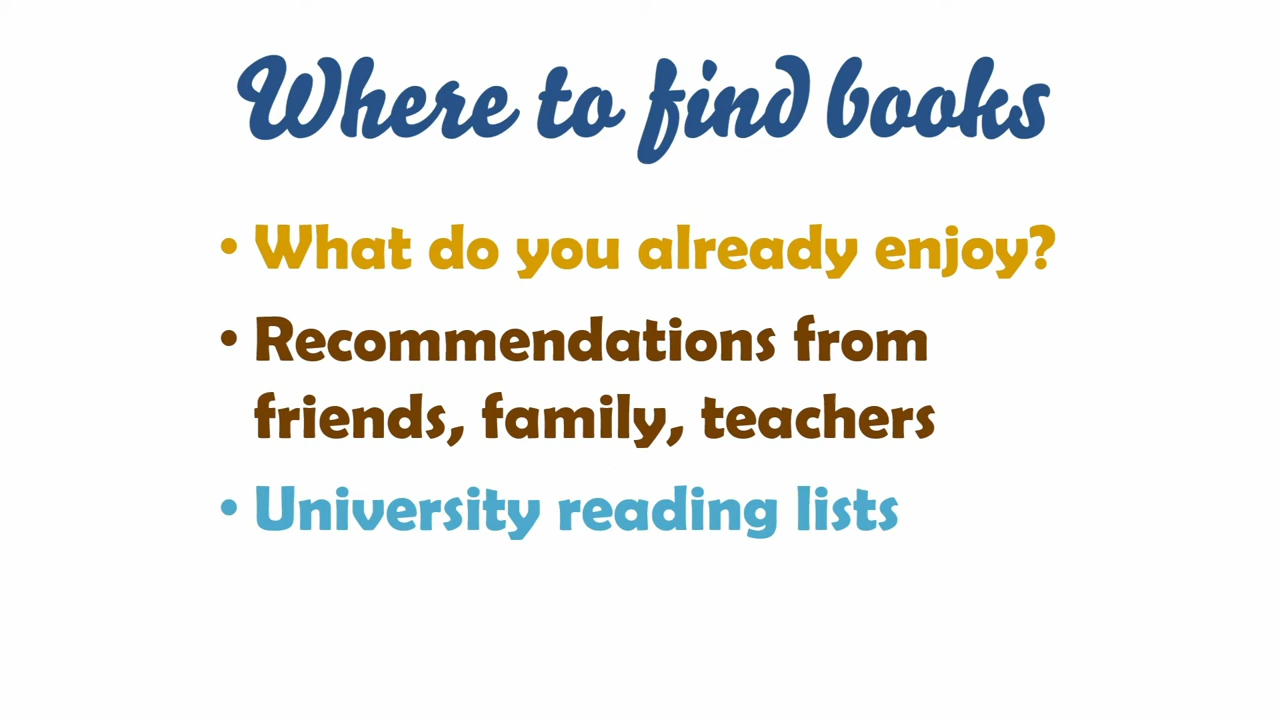 Where to find books
• What do you already enjoy?
• Recommendations from
friends, family, teachers
• University reading lists